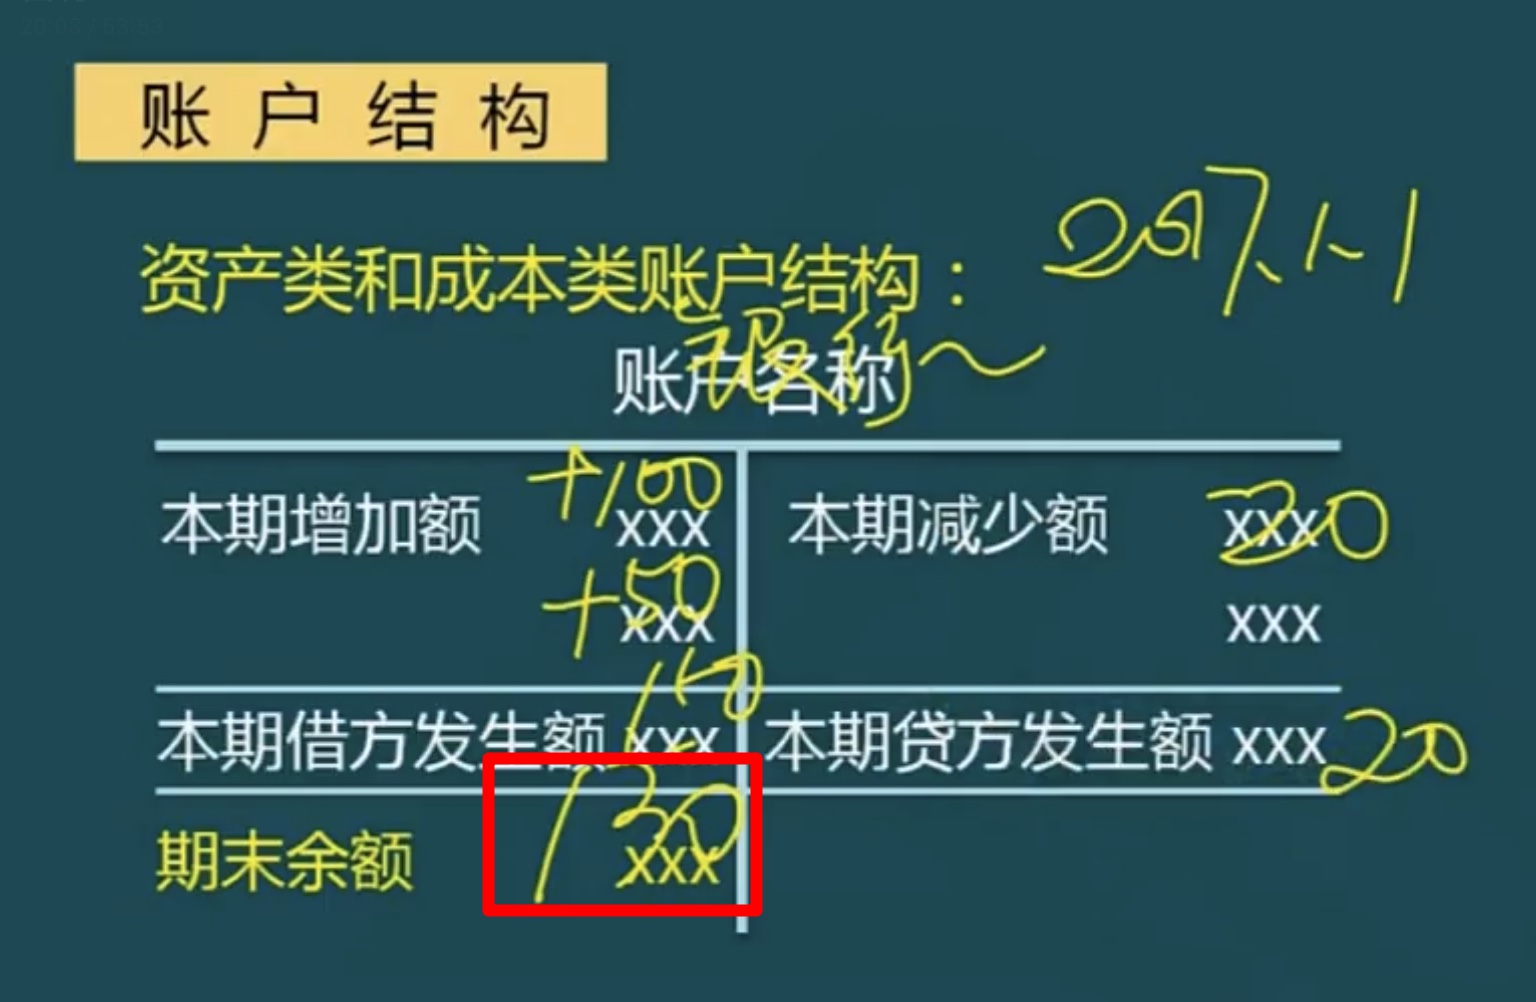 账户结构
资产类和成本类账户结构： 2017.1.1
账户名称 银行~
本期增加额 xxx +100 本期减少额 xxx 20
xxx +50 xxx
本期借方发生额 xxx 150 本期贷方发生额 xxx 20
期末余额 xxx 130